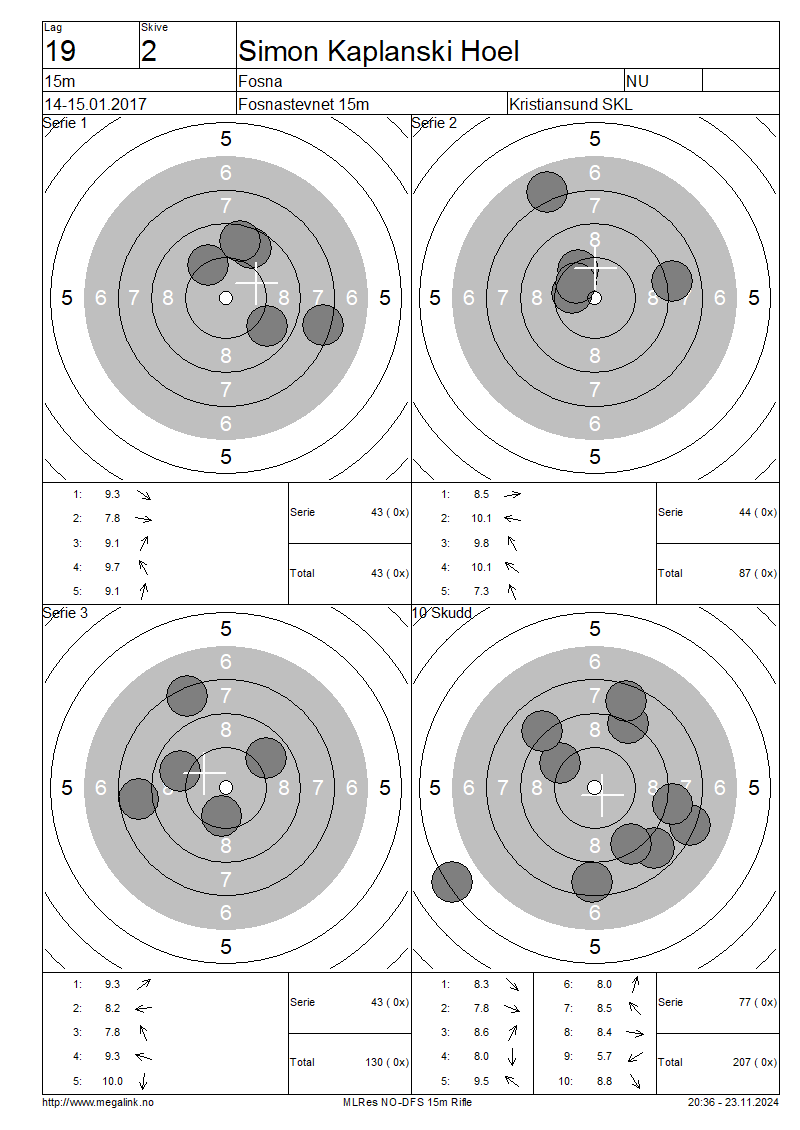 Lag
Skive
19
2
Simon Kaplanski Hoel
15m
Fosna
NU
14-15.01.2017
Fosnastevnet 15m
Kristiansund SKL
Serie 1
5
6
7
5 6 7 8 8 7 6 5
8
7
6
5
Serie 2
5
6
7
8
5 6 7 8 8 7 6 5
8
7
6
5
1: 9.3
2: 7.8
3: 9.1
4: 9.7
5: 9.1
Serie 43 ( 0x)
Total 43 ( 0x)
1: 8.5
2: 10.1
3: 9.8
4: 10.1
5: 7.3
Serie 44 ( 0x)
Total 87 ( 0x)
Serie 3
5
6
7
8
5 6 7 8 8 7 6 5
8
7
6
5
10 Skudd
5
6
7
8
5 6 7 8 8 7 6 5
8
6
5
1: 9.3
2: 8.2
3: 7.8
4: 9.3
5: 10.0
Serie 43 ( 0x)
Total 130 ( 0x)
1: 8.3
2: 7.8
3: 8.6
4: 8.0
5: 9.5
6: 8.0
7: 8.5
8: 8.4
9: 5.7
10: 8.8
Serie 77 ( 0x)
Total 207 ( 0x)
http://www.megalink.no
MLRes NO-DFS 15m Rifle
20:36 - 23.11.2024